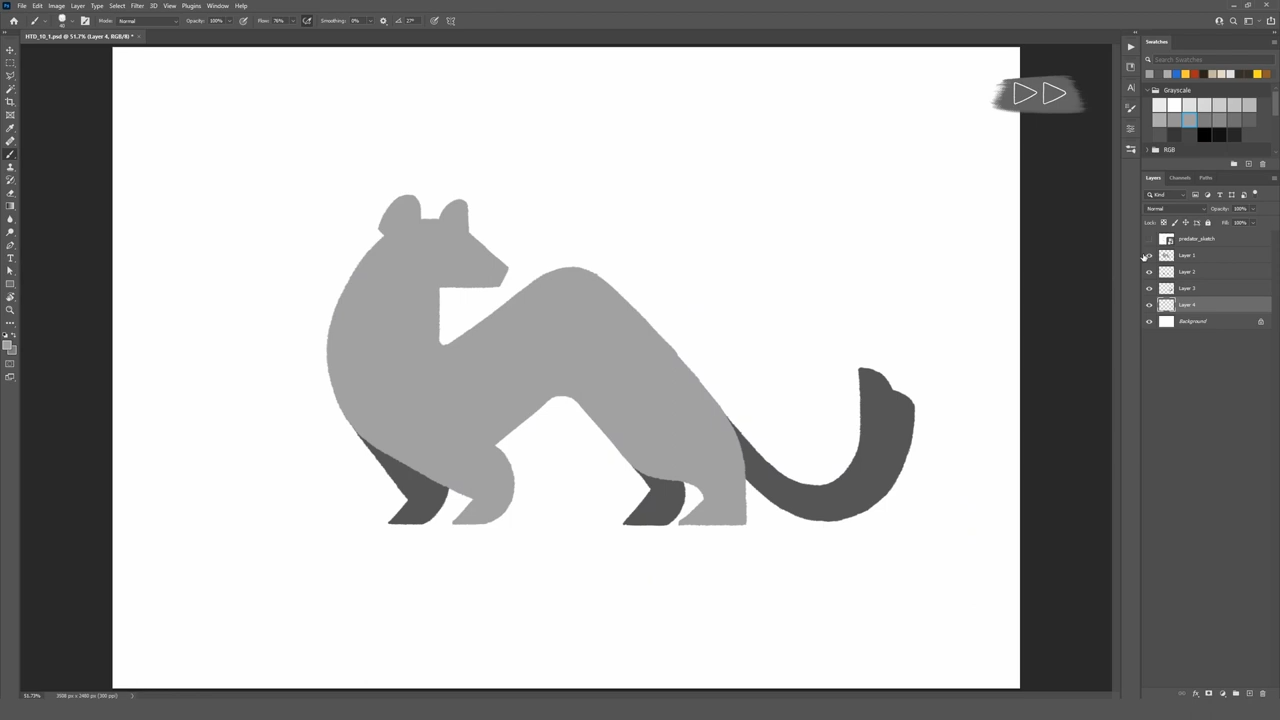 File Edit Image Layer Type Select Filter 3D View Plugins Window Help
Mode: Normal Opacity: 100% Flow: 76% Smoothing: 0% 27°
HTD_10_1.psd @ 51.7% (Layer 4, RGB/8) *
Swatches
Search Swatches
Grayscale
RGB
Layers Channels Paths
Kind
Normal Opacity: 100%
Lock: Fill: 100%
predator_sketch
Layer 1
Layer 2
Layer 3
Layer 4
Background
51.72% 3508 px x 2480 px (300 ppi)